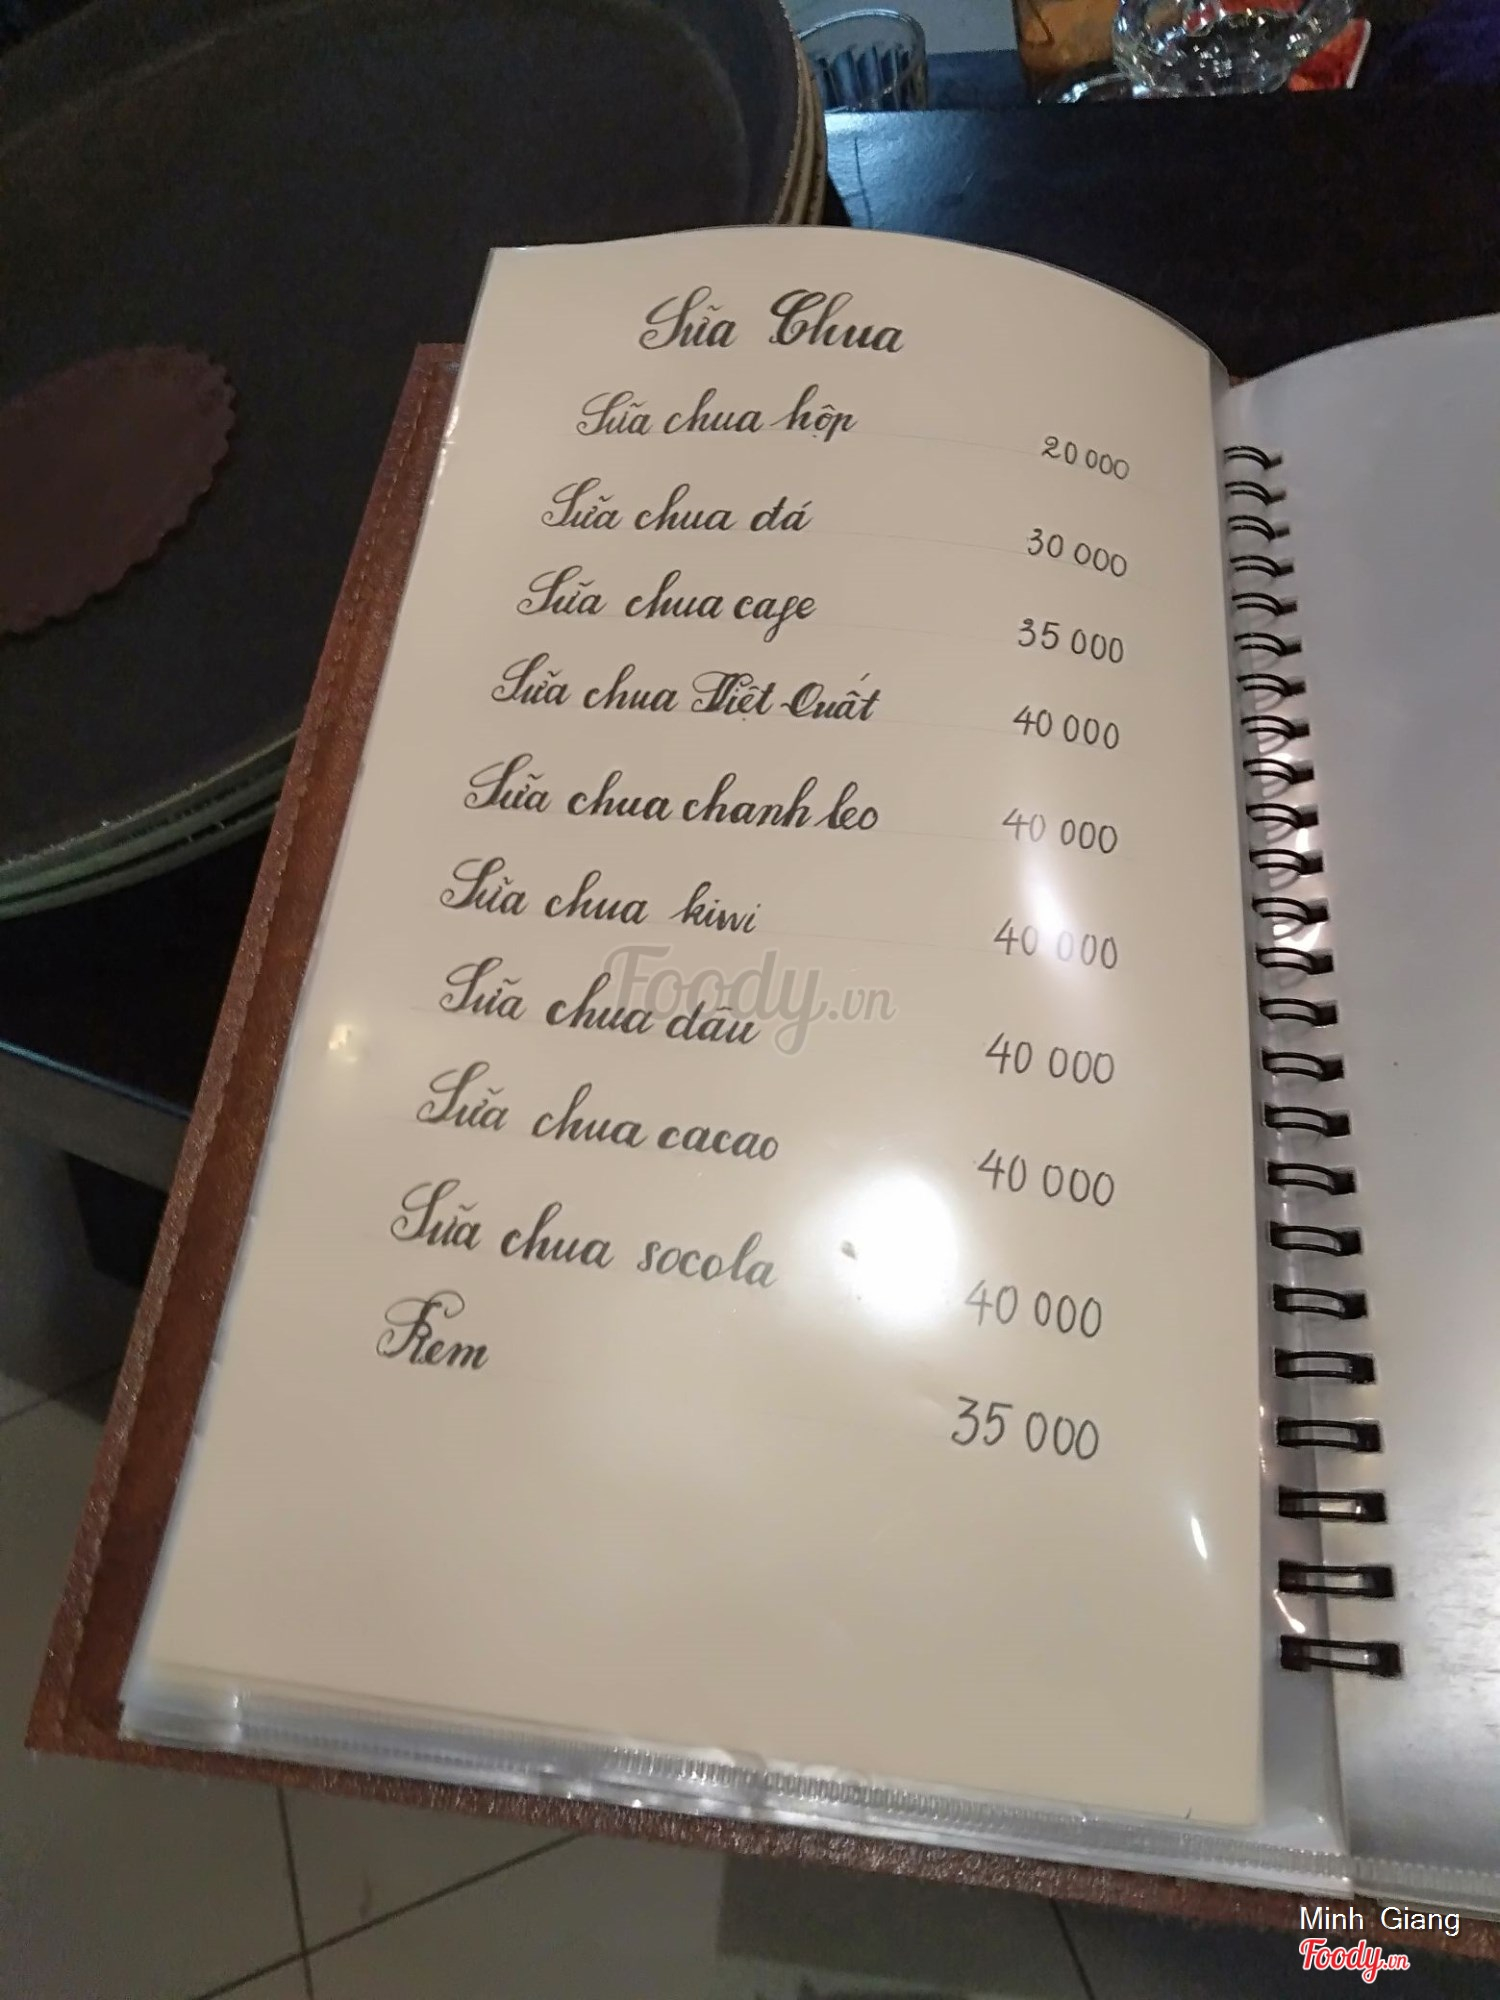 Sữa Chua
Sữa chua hộp 20 000
Sữa chua đá 30 000
Sữa chua cafe 35 000
Sữa chua Việt Quất 40 000
Sữa chua chanh leo 40 000
Sữa chua kiwi 40 000
Sữa chua dâu 40 000
Sữa chua cacao 40 000
Sữa chua socola 40 000
Kem 35 000
Foody.vn
Minh Giang
Foody.vn